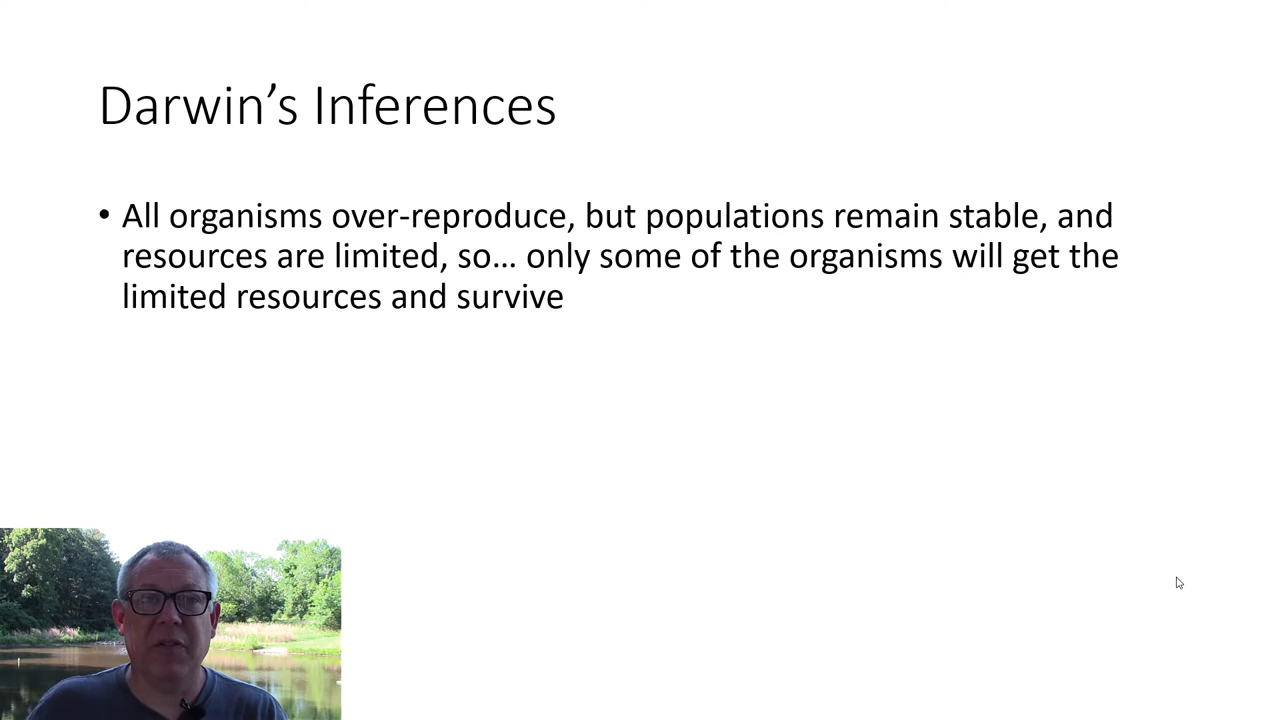 Darwin’s Inferences
• All organisms over-reproduce, but populations remain stable, and
resources are limited, so… only some of the organisms will get the
limited resources and survive